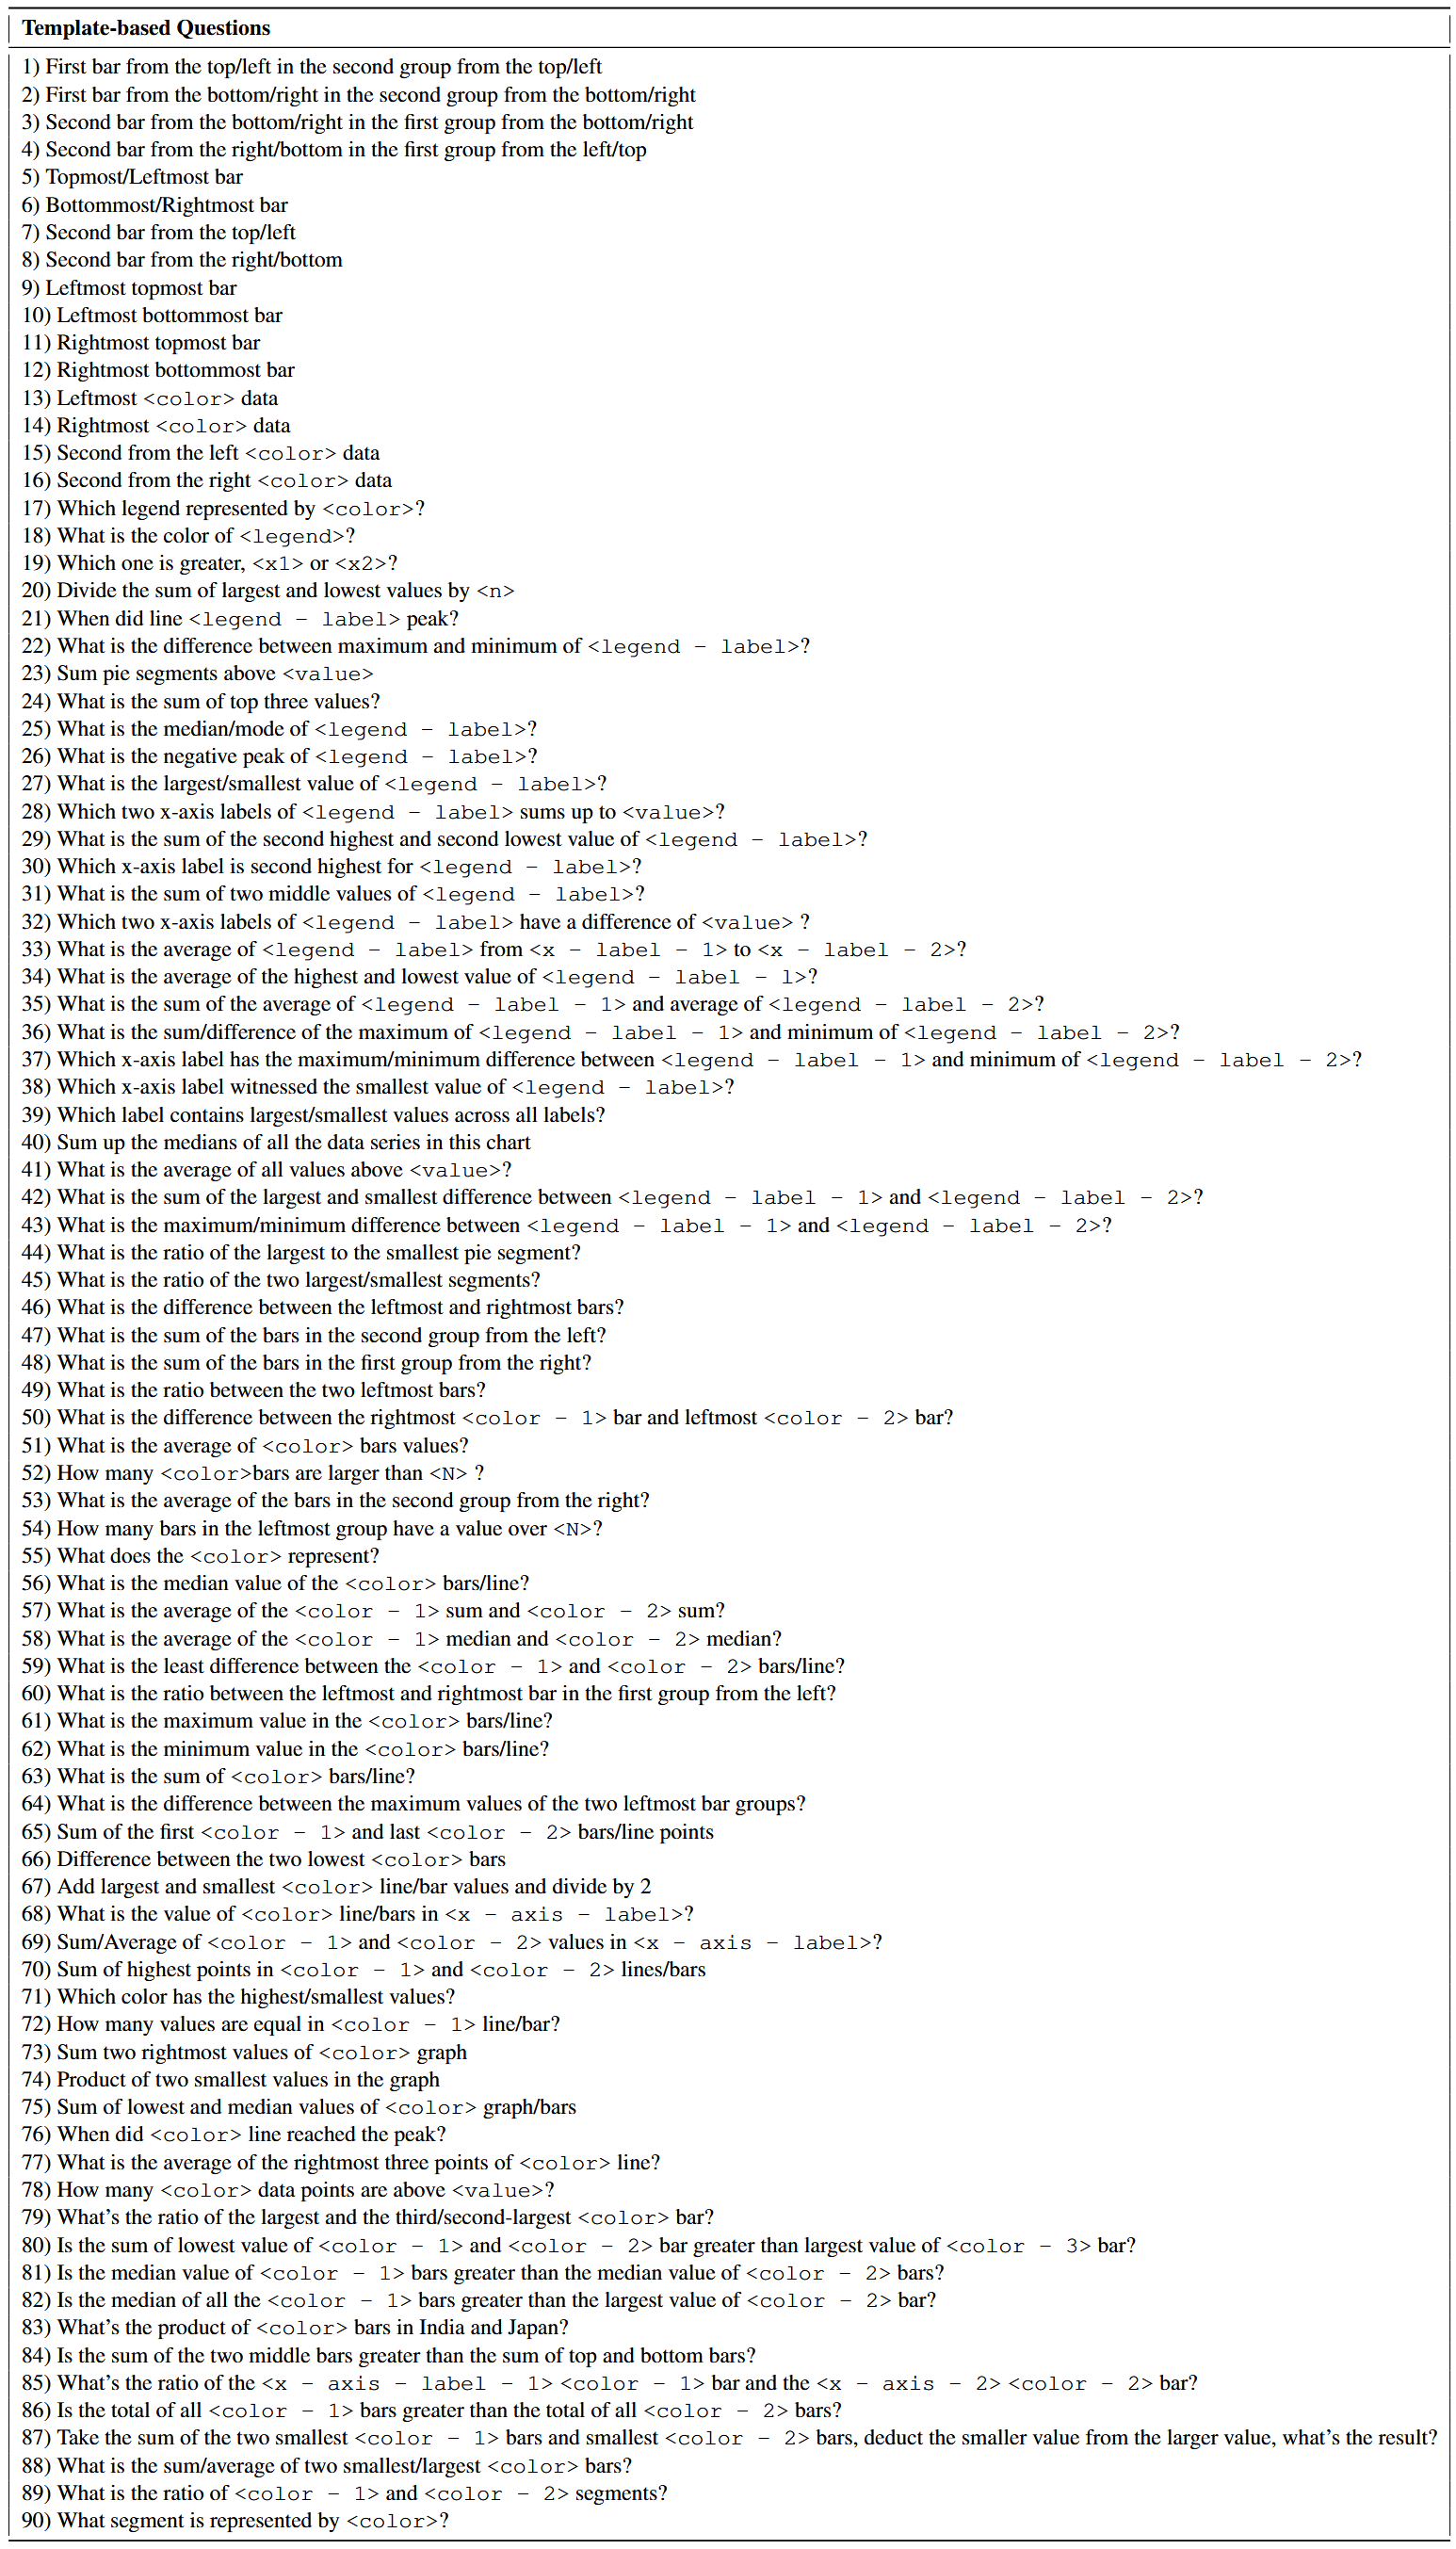 Template-based Questions
1) First bar from the top/left in the second group from the top/left
2) First bar from the bottom/right in the second group from the bottom/right
3) Second bar from the bottom/right in the first group from the bottom/right
4) Second bar from the right/bottom in the first group from the left/top
5) Topmost/Leftmost bar
6) Bottommost/Rightmost bar
7) Second bar from the top/left
8) Second bar from the right/bottom
9) Leftmost topmost bar
10) Leftmost bottommost bar
11) Rightmost topmost bar
12) Rightmost bottommost bar
13) Leftmost <color> data
14) Rightmost <color> data
15) Second from the left <color> data
16) Second from the right <color> data
17) Which legend represented by <color>?
18) What is the color of <legend>?
19) Which one is greater, <x1> or <x2>?
20) Divide the sum of largest and lowest values by <n>
21) When did line <legend − label> peak?
22) What is the difference between maximum and minimum of <legend − label>?
23) Sum pie segments above <value>
24) What is the sum of top three values?
25) What is the median/mode of <legend − label>?
26) What is the negative peak of <legend − label>?
27) What is the largest/smallest value of <legend − label>?
28) Which two x-axis labels of <legend − label> sums up to <value>?
29) What is the sum of the second highest and second lowest value of <legend − label>?
30) Which x-axis label is second highest for <legend − label>?
31) What is the sum of two middle values of <legend − label>?
32) Which two x-axis labels of <legend − label> have a difference of <value> ?
33) What is the average of <legend − label> from <x − label − 1> to <x − label − 2>?
34) What is the average of the highest and lowest value of <legend − label − l>?
35) What is the sum of the average of <legend − label − 1> and average of <legend − label − 2>?
36) What is the sum/difference of the maximum of <legend − label − 1> and minimum of <legend − label − 2>?
37) Which x-axis label has the maximum/minimum difference between <legend − label − 1> and minimum of <legend − label − 2>?
38) Which x-axis label witnessed the smallest value of <legend − label>?
39) Which label contains largest/smallest values across all labels?
40) Sum up the medians of all the data series in this chart
41) What is the average of all values above <value>?
42) What is the sum of the largest and smallest difference between <legend − label − 1> and <legend − label − 2>?
43) What is the maximum/minimum difference between <legend − label − 1> and <legend − label − 2>?
44) What is the ratio of the largest to the smallest pie segment?
45) What is the ratio of the two largest/smallest segments?
46) What is the difference between the leftmost and rightmost bars?
47) What is the sum of the bars in the second group from the left?
48) What is the sum of the bars in the first group from the right?
49) What is the ratio between the two leftmost bars?
50) What is the difference between the rightmost <color − 1> bar and leftmost <color − 2> bar?
51) What is the average of <color> bars values?
52) How many <color>bars are larger than <N> ?
53) What is the average of the bars in the second group from the right?
54) How many bars in the leftmost group have a value over <N>?
55) What does the <color> represent?
56) What is the median value of the <color> bars/line?
57) What is the average of the <color − 1> sum and <color − 2> sum?
58) What is the average of the <color − 1> median and <color − 2> median?
59) What is the least difference between the <color − 1> and <color − 2> bars/line?
60) What is the ratio between the leftmost and rightmost bar in the first group from the left?
61) What is the maximum value in the <color> bars/line?
62) What is the minimum value in the <color> bars/line?
63) What is the sum of <color> bars/line?
64) What is the difference between the maximum values of the two leftmost bar groups?
65) Sum of the first <color − 1> and last <color − 2> bars/line points
66) Difference between the two lowest <color> bars
67) Add largest and smallest <color> line/bar values and divide by 2
68) What is the value of <color> line/bars in <x − axis − label>?
69) Sum/Average of <color − 1> and <color − 2> values in <x − axis − label>?
70) Sum of highest points in <color − 1> and <color − 2> lines/bars
71) Which color has the highest/smallest values?
72) How many values are equal in <color − 1> line/bar?
73) Sum two rightmost values of <color> graph
74) Product of two smallest values in the graph
75) Sum of lowest and median values of <color> graph/bars
76) When did <color> line reached the peak?
77) What is the average of the rightmost three points of <color> line?
78) How many <color> data points are above <value>?
79) What's the ratio of the largest and the third/second-largest <color> bar?
80) Is the sum of lowest value of <color − 1> and <color − 2> bar greater than largest value of <color − 3> bar?
81) Is the median value of <color − 1> bars greater than the median value of <color − 2> bars?
82) Is the median of all the <color − 1> bars greater than the largest value of <color − 2> bar?
83) What's the product of <color> bars in India and Japan?
84) Is the sum of the two middle bars greater than the sum of top and bottom bars?
85) What's the ratio of the <x − axis − label − 1> <color − 1> bar and the <x − axis − 2> <color − 2> bar?
86) Is the total of all <color − 1> bars greater than the total of all <color − 2> bars?
87) Take the sum of the two smallest <color − 1> bars and smallest <color − 2> bars, deduct the smaller value from the larger value, what's the result?
88) What is the sum/average of two smallest/largest <color> bars?
89) What is the ratio of <color − 1> and <color − 2> segments?
90) What segment is represented by <color>?